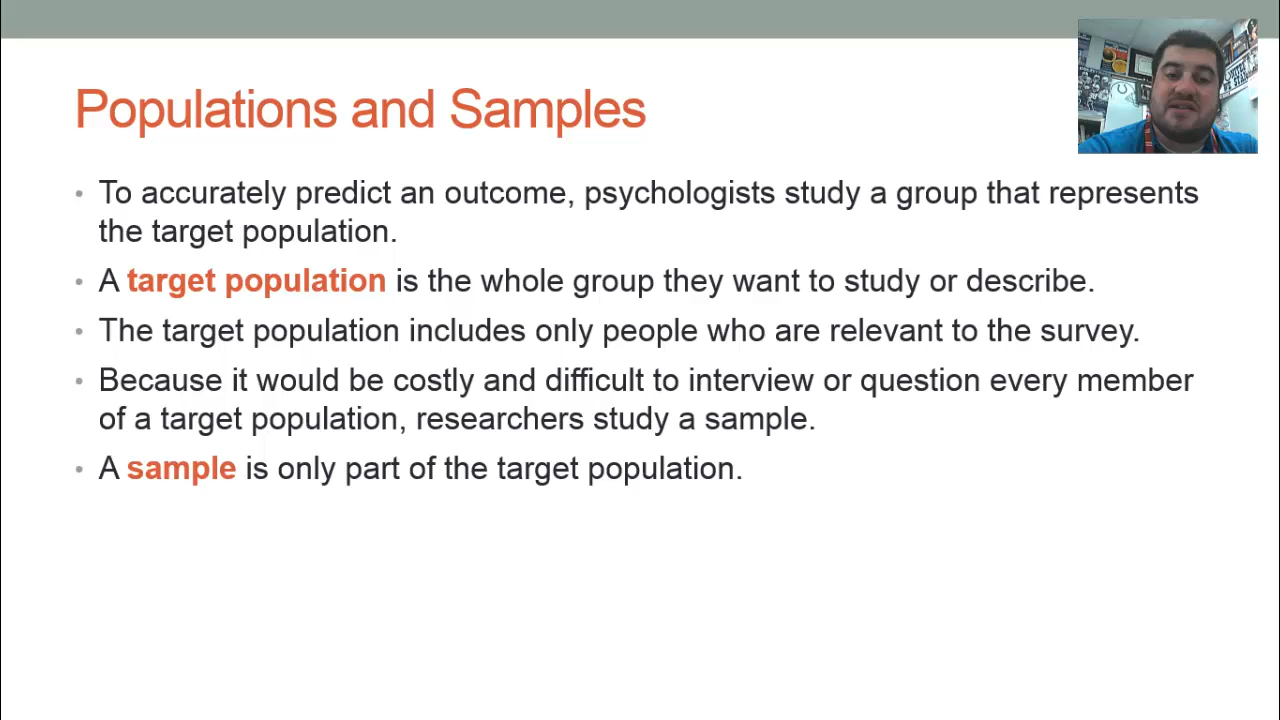 Populations and Samples
• To accurately predict an outcome, psychologists study a group that represents
the target population.
• A target population is the whole group they want to study or describe.
• The target population includes only people who are relevant to the survey.
• Because it would be costly and difficult to interview or question every member
of a target population, researchers study a sample.
• A sample is only part of the target population.